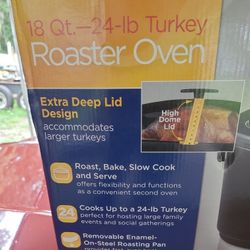 18 Qt.—24-lb Turkey
Roaster Oven
Extra Deep Lid
Design
accommodates
larger turkeys
High
Dome
Lid
Roast, Bake, Slow Cook
and Serve
offers flexibility and functions
as a convenient second oven
24
Cooks Up to a 24-lb Turkey
perfect for hosting large family
events and social gatherings
Removable Enamel-
On-Steel Roasting Pan